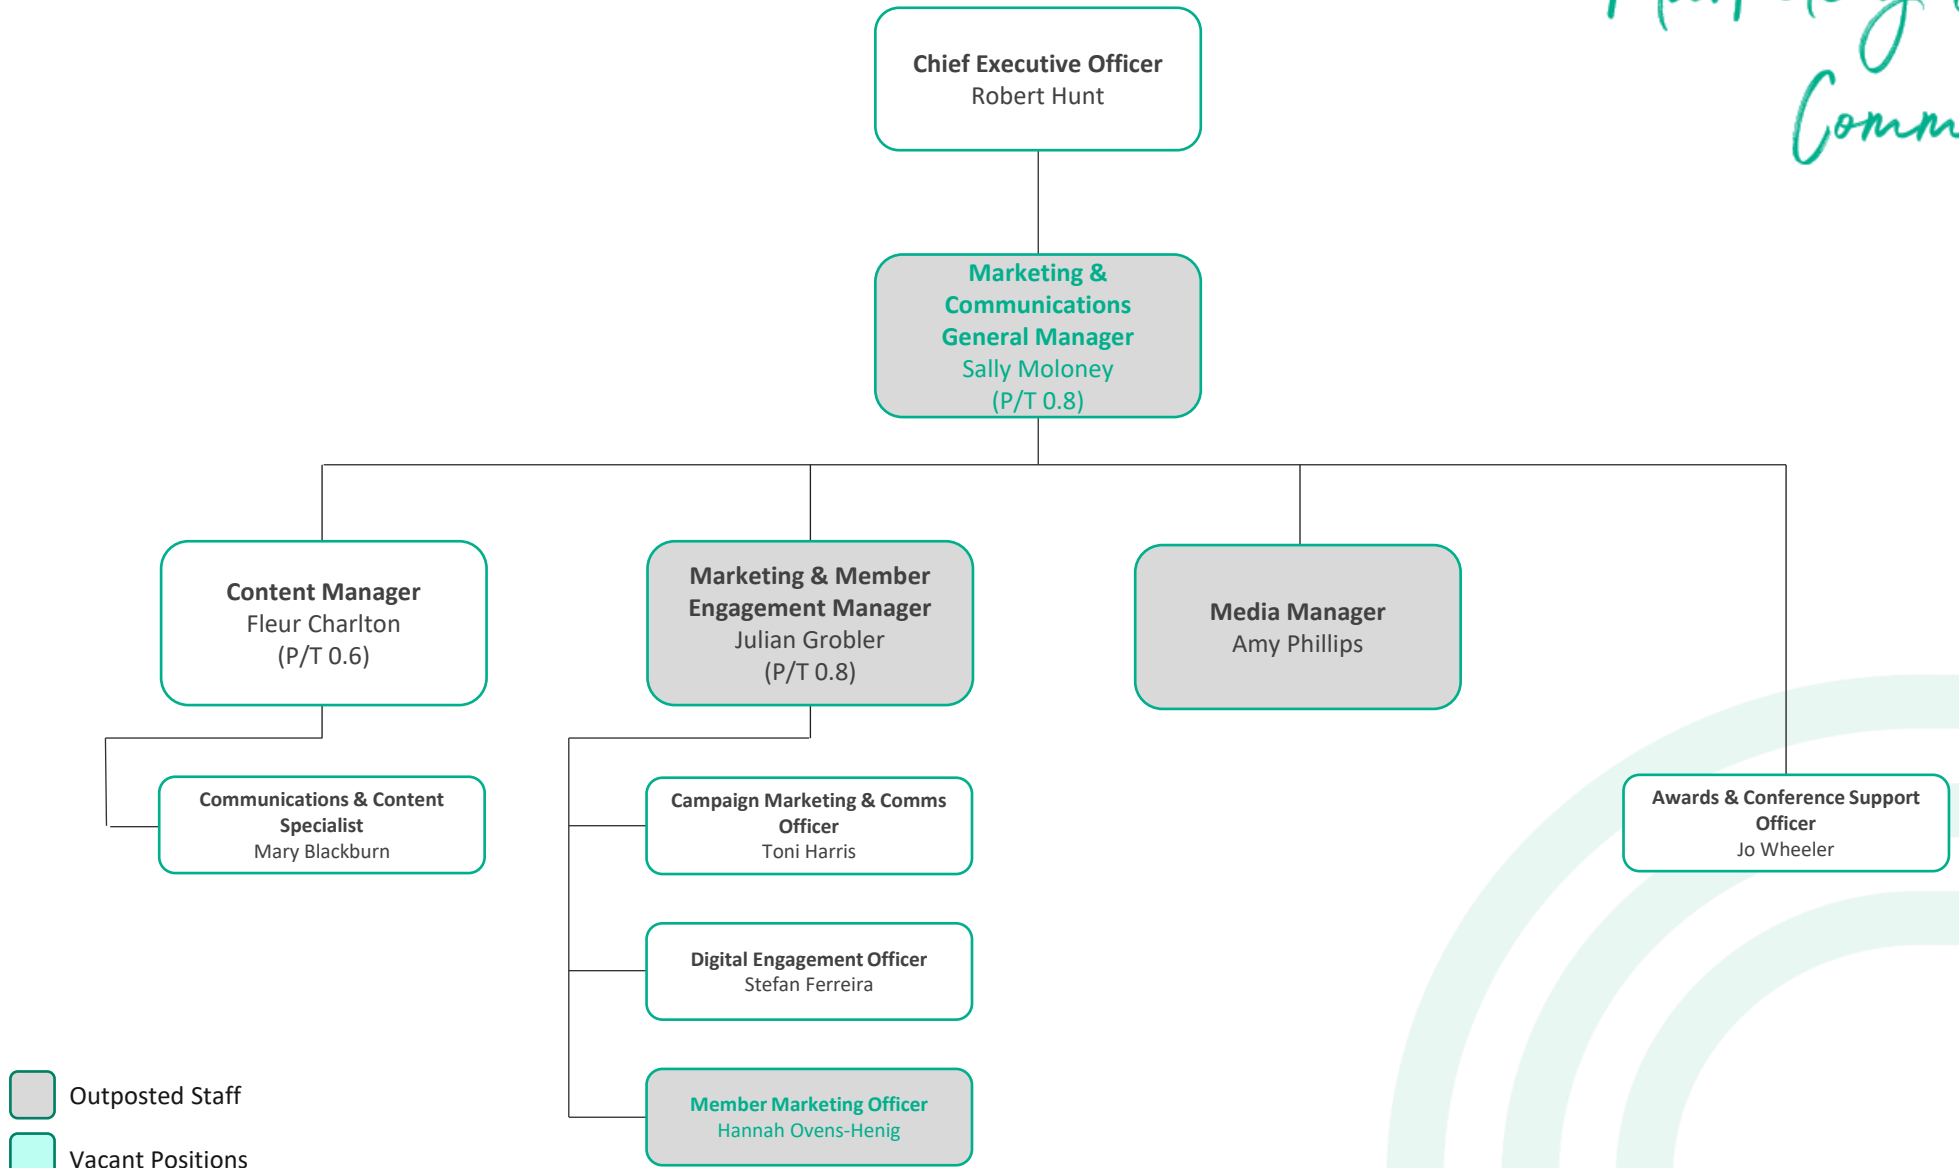 Chief Executive Officer
Robert Hunt
Marketing &
Communications
General Manager
Sally Moloney
(P/T 0.8)
Content Manager
Fleur Charlton
(P/T 0.6)
Marketing & Member
Engagement Manager
Julian Grobler
(P/T 0.8)
Media Manager
Amy Phillips
Communications & Content
Specialist
Mary Blackburn
Campaign Marketing & Comms
Officer
Toni Harris
Awards & Conference Support
Officer
Jo Wheeler
Digital Engagement Officer
Stefan Ferreira
Member Marketing Officer
Hannah Ovens-Henig
Outposted Staff
Vacant Positions